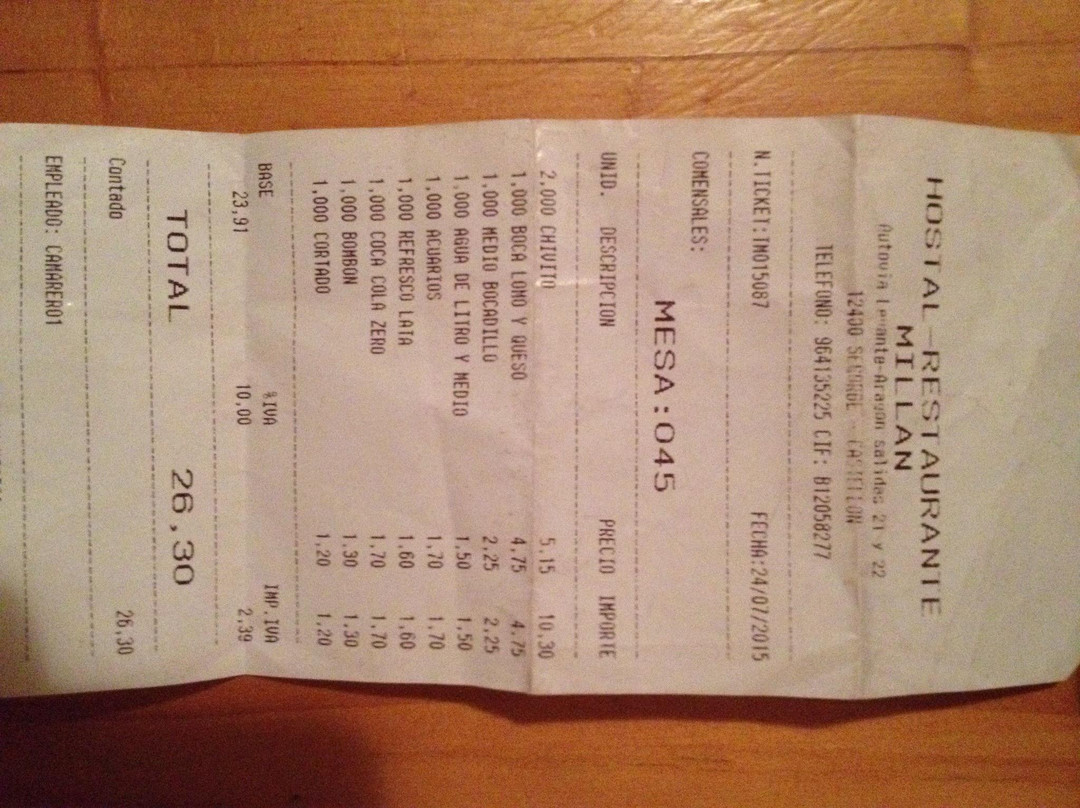 HOSTAL-RESTAURANTE
MILLAN
Autovia Levante-Aragon salidas 21 y 22
12400 SEGORBE - CASTELLON
TELEFONO: 964135225 CIF: B12058277
N.TICKET:TM015087 FECHA:24/07/2015
COMENSALES:
MESA:045
UNID. DESCRIPCION PRECIO IMPORTE
2,000 CHIVITO 5,15 10,30
1,000 BOCA LOMO Y QUESO 4,75 4,75
1,000 MEDIO BOCADILLO 2,25 2,25
1,000 AGUA DE LITRO Y MEDIO 1,50 1,50
1,000 ACUARIOS 1,70 1,70
1,000 REFRESCO LATA 1,60 1,60
1,000 COCA COLA ZERO 1,70 1,70
1,000 BOMBON 1,30 1,30
1,000 CORTADO 1,20 1,20
BASE %IVA IMP.IVA
23,91 10,00 2,39
TOTAL 26,30
Contado 26,30
EMPLEADO: CAMARERO1